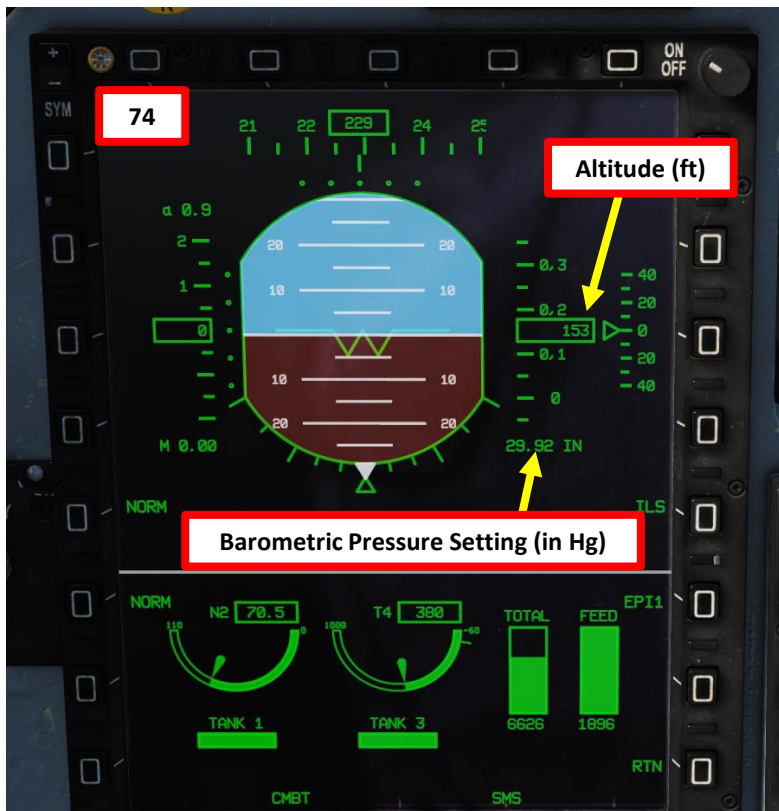 +
ON
OFF
−
SYM
74
21 22 229 24 25
Altitude (ft)
α 0.9
2
20 20
0,3
40
1
10 10
0,2
20
0
153
0
0,1
20
10 10
40
0
20 20
M 0.00
29.92 IN
NORM
ILS
Barometric Pressure Setting (in Hg)
NORM
EPI1
N2 70.5
T4 380
TOTAL FEED
110 0
1000 -60
TANK 1
TANK 3
6626 1896
RTN
CMBT
SMS